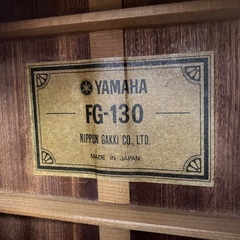 YAMAHA
FG-130
NIPPON GAKKI CO., LTD.
MADE IN JAPAN